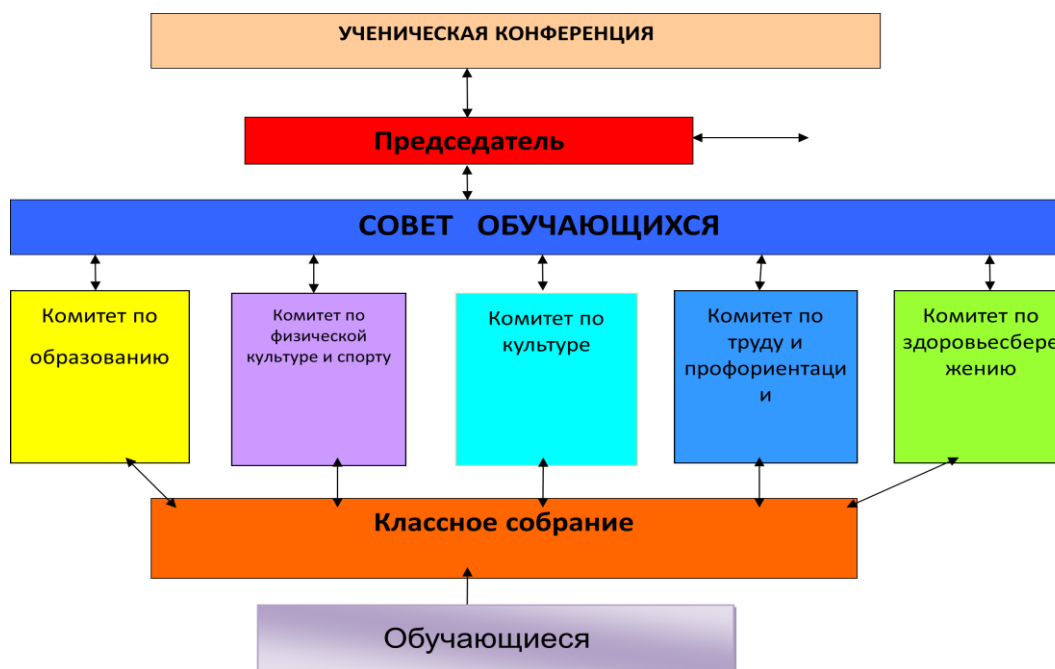 УЧЕНИЧЕСКАЯ КОНФЕРЕНЦИЯ
Председатель
СОВЕТ ОБУЧАЮЩИХСЯ
Комитет по
образованию
Комитет по
физической
культуре и спорту
Комитет по
культуре
Комитет по
труду и
профориентаци
и
Комитет по
здоровьесбере
жению
Классное собрание
Обучающиеся